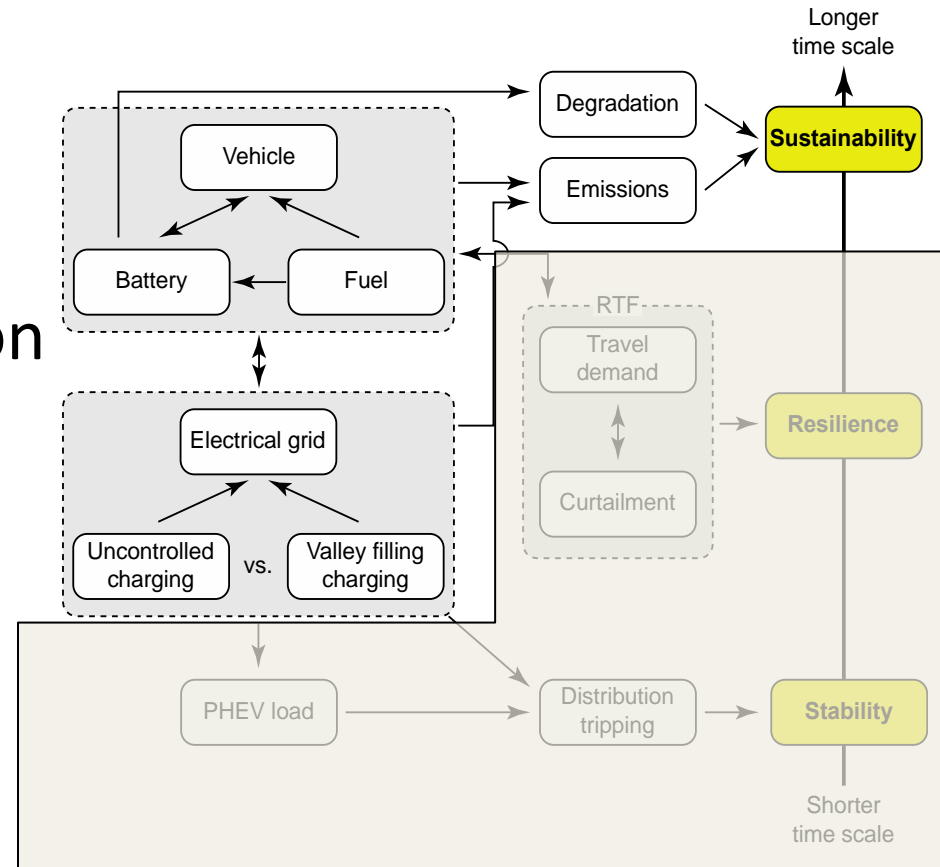 Longer
time scale
Degradation
Sustainability
Vehicle
Emissions
Battery
Fuel
on
RTF
Travel
demand
Electrical grid
Resilience
Curtailment
Uncontrolled
charging
vs.
Valley filling
charging
PHEV load
Distribution
tripping
Stability
Shorter
time scale